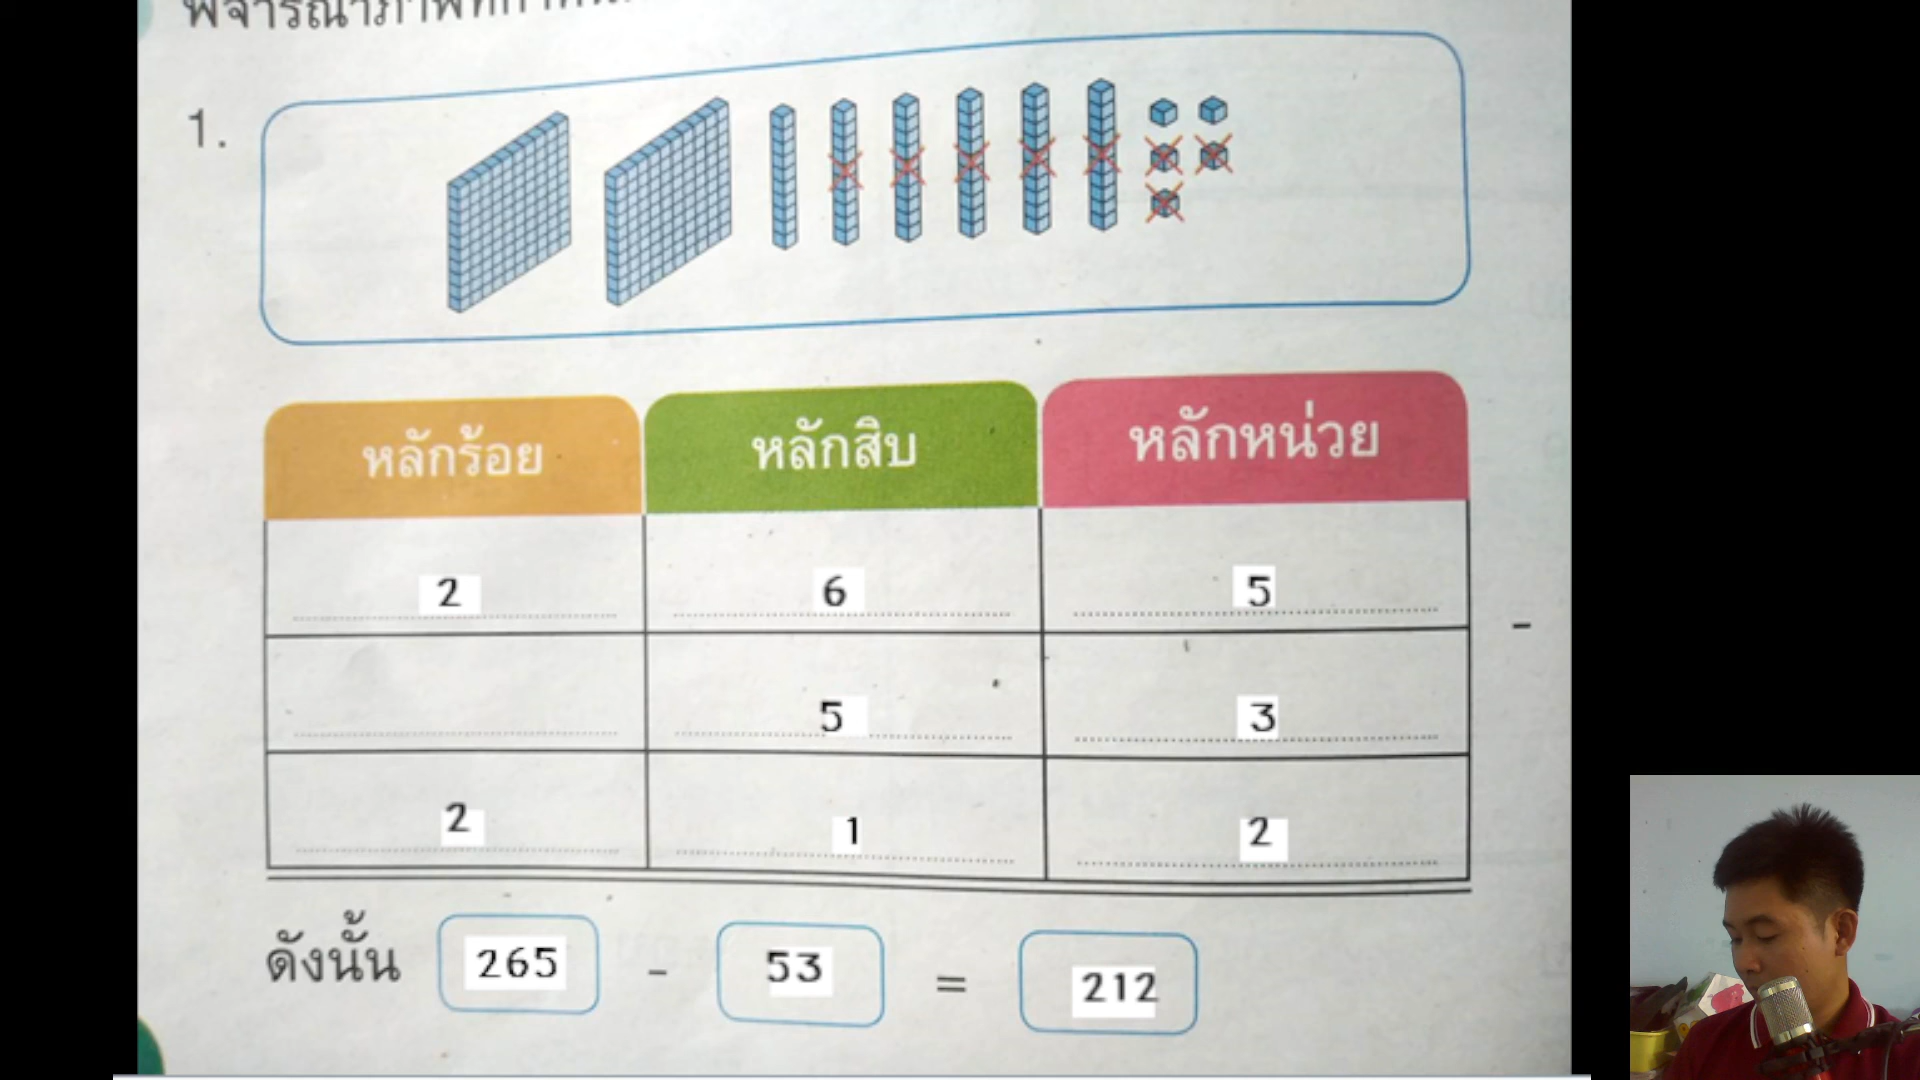 1.
หลักร้อย หลักสิบ หลักหน่วย
2 6 5
-
5 3
2 1 2
ดังนั้น 265 - 53 = 212